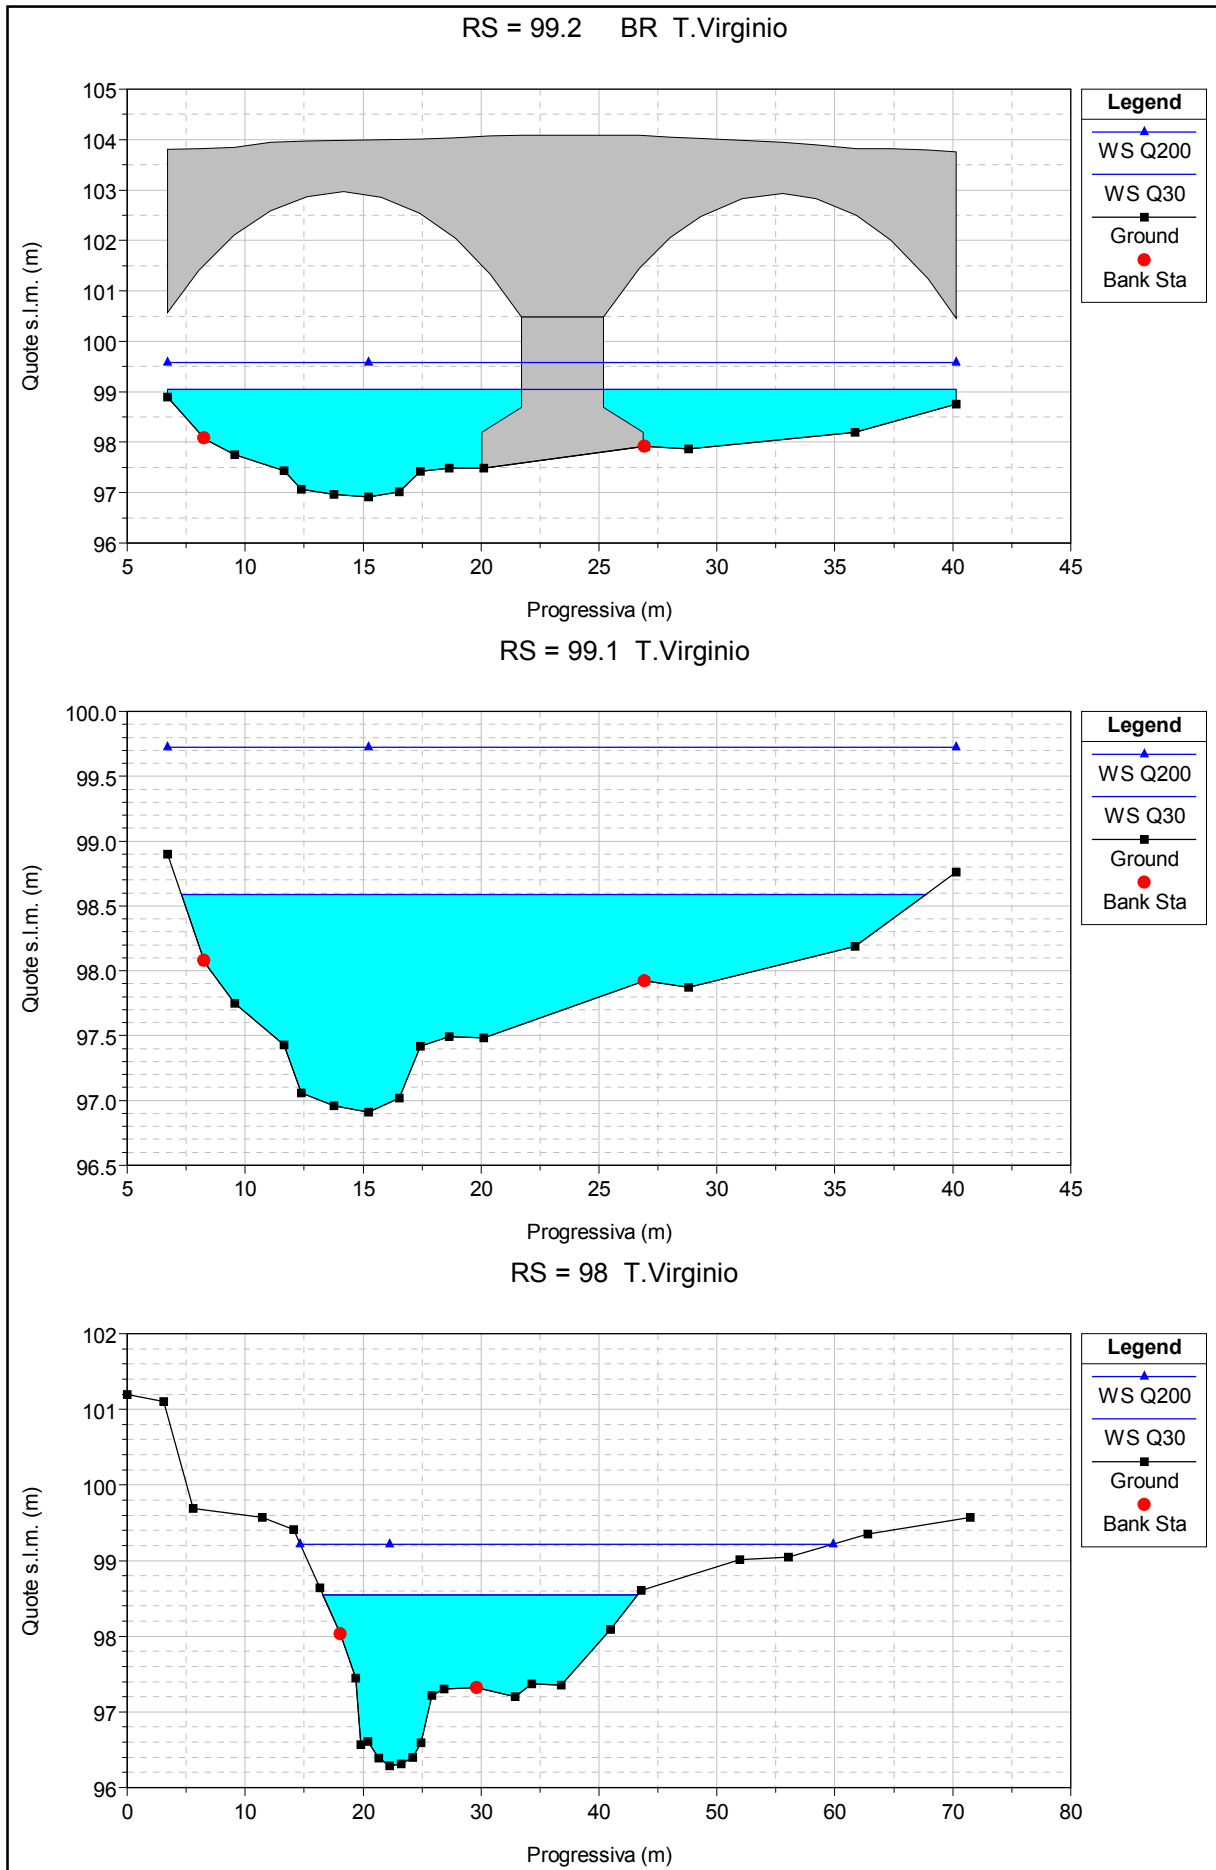 RS = 99.2 BR T.Virginio
105
104
103
102
101
100
99
98
97
96
Quote s.l.m. (m)
5 10 15 20 25 30 35 40 45
Progressiva (m)
Legend
WS Q200
WS Q30
Ground
Bank Sta
RS = 99.1 T.Virginio
100.0
99.5
99.0
98.5
98.0
97.5
97.0
96.5
Quote s.l.m. (m)
5 10 15 20 25 30 35 40 45
Progressiva (m)
Legend
WS Q200
WS Q30
Ground
Bank Sta
RS = 98 T.Virginio
102
101
100
99
98
97
96
Quote s.l.m. (m)
0 10 20 30 40 50 60 70 80
Progressiva (m)
Legend
WS Q200
WS Q30
Ground
Bank Sta